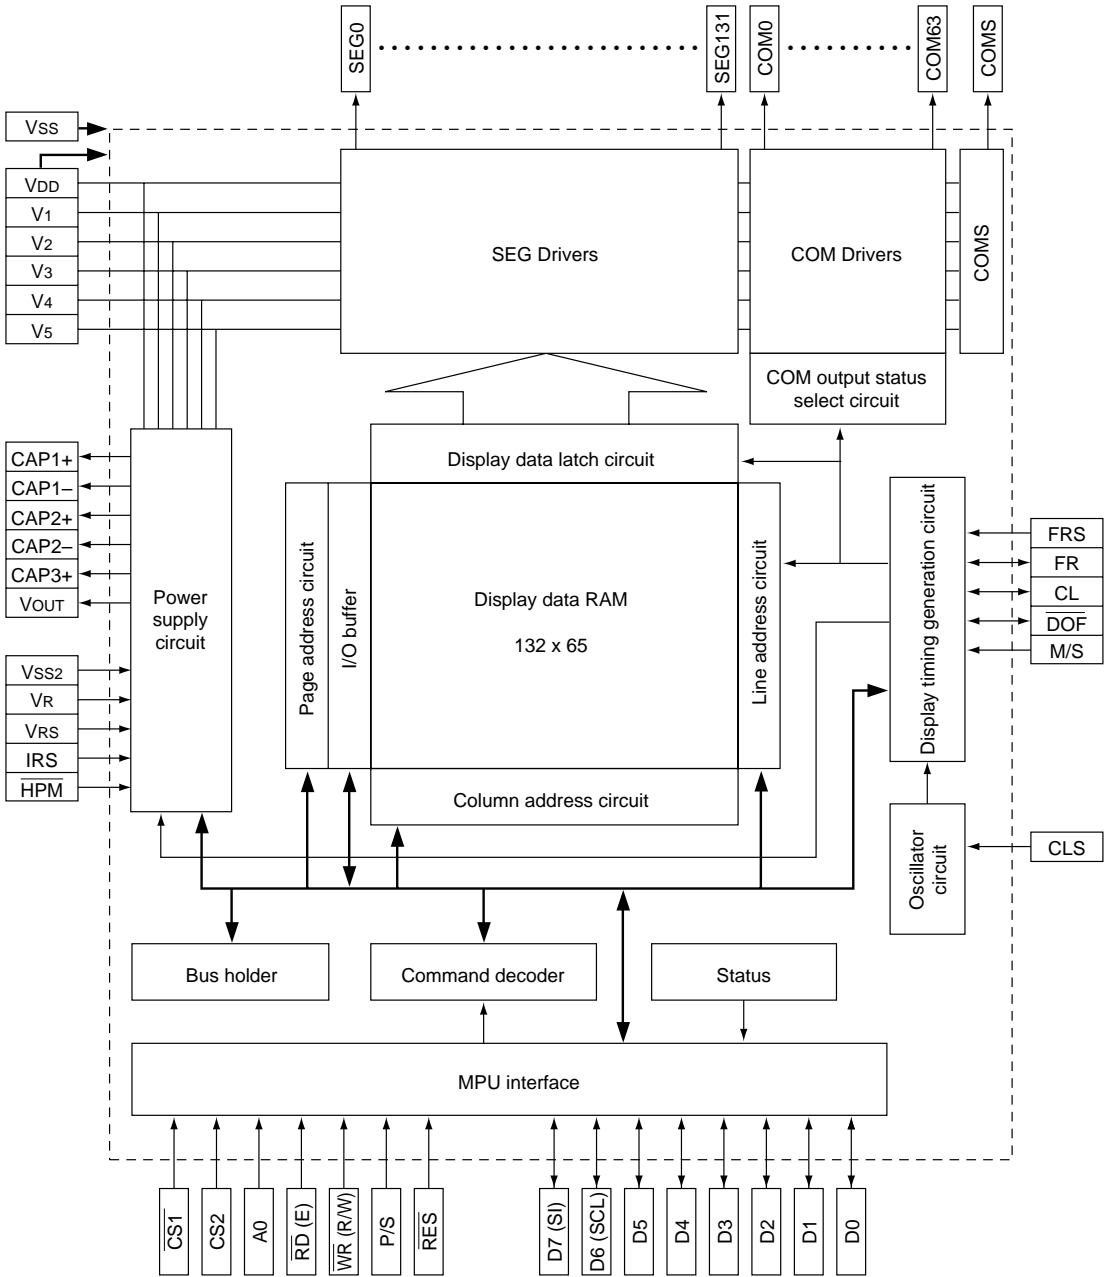 SEG0
SEG131
COM0
COM63
COMS
VSS
VDD
V1
V2
V3
V4
V5
SEG Drivers
COM Drivers
COMS
COM output status
select circuit
CAP1+
CAP1–
CAP2+
CAP2–
CAP3+
VOUT
VSS2
VR
VRS
IRS
HPM
Power
supply
circuit
Display data latch circuit
Page address circuit
I/O buffer
Display data RAM
132 x 65
Line address circuit
Column address circuit
Display timing generation circuit
FRS
FR
CL
DOF
M/S
Oscillator
circuit
CLS
Bus holder
Command decoder
Status
MPU interface
CS1
CS2
A0
RD (E)
WR (R/W)
P/S
RES
D7 (SI)
D6 (SCL)
D5
D4
D3
D2
D1
D0